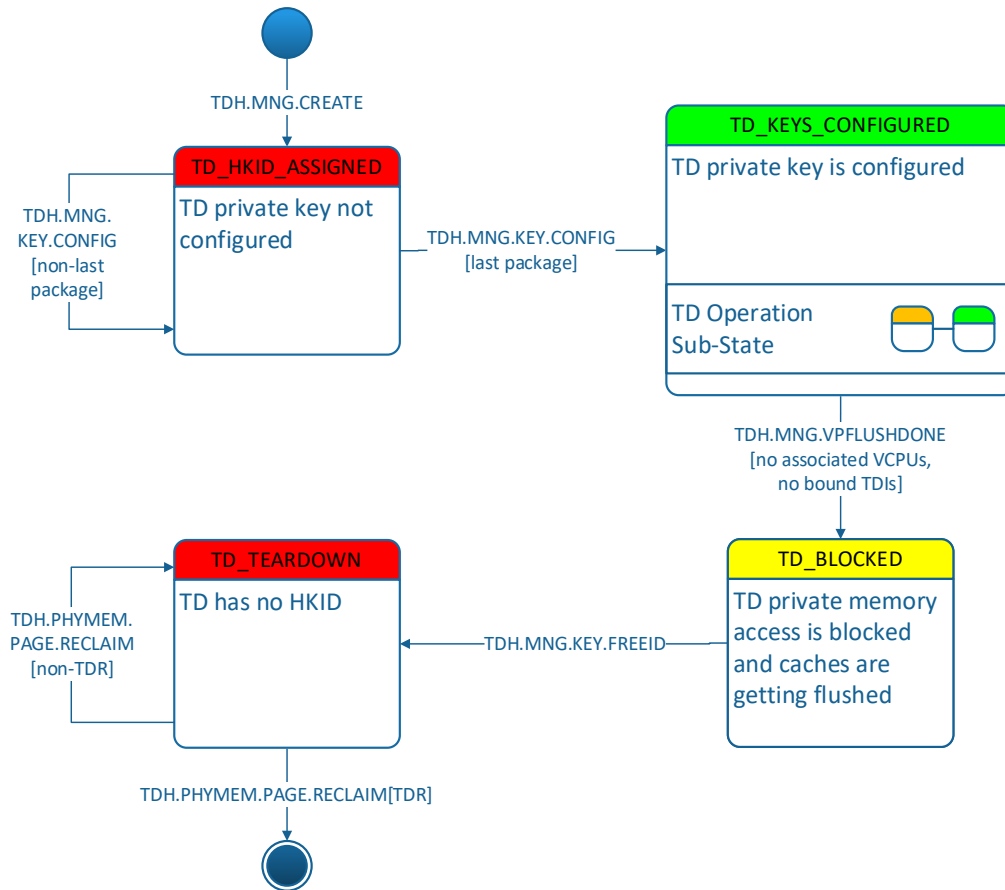 TDH.MNG.CREATE
TD_HKID_ASSIGNED
TD private key not
configured
TDH.MNG.
KEY.CONFIG
[non-last
package]
TDH.MNG.KEY.CONFIG
[last package]
TD_KEYS_CONFIGURED
TD private key is configured
TD Operation
Sub-State
TDH.MNG.VPFLUSHDONE
[no associated VCPUs,
no bound TDIs]
TD_BLOCKED
TD private memory
access is blocked
and caches are
getting flushed
TDH.MNG.KEY.FREEID
TD_TEARDOWN
TD has no HKID
TDH.PHYMEM.
PAGE.RECLAIM
[non-TDR]
TDH.PHYMEM.PAGE.RECLAIM[TDR]